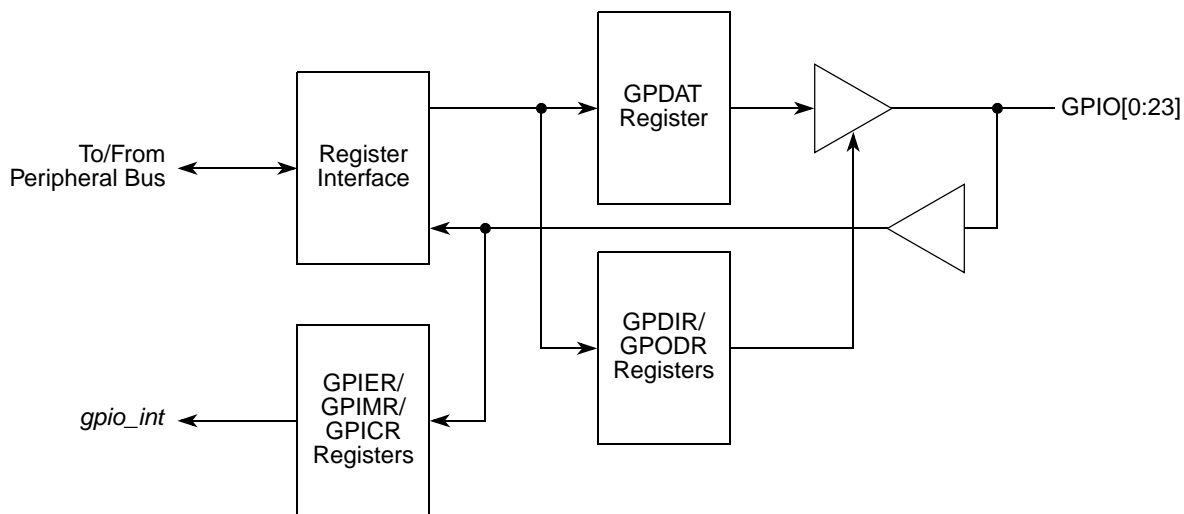 GPDAT
Register
GPIO[0:23]
To/From
Peripheral Bus
Register
Interface
GPDIR/
GPODR
Registers
GPIER/
GPIMR/
GPICR
Registers
gpio_int